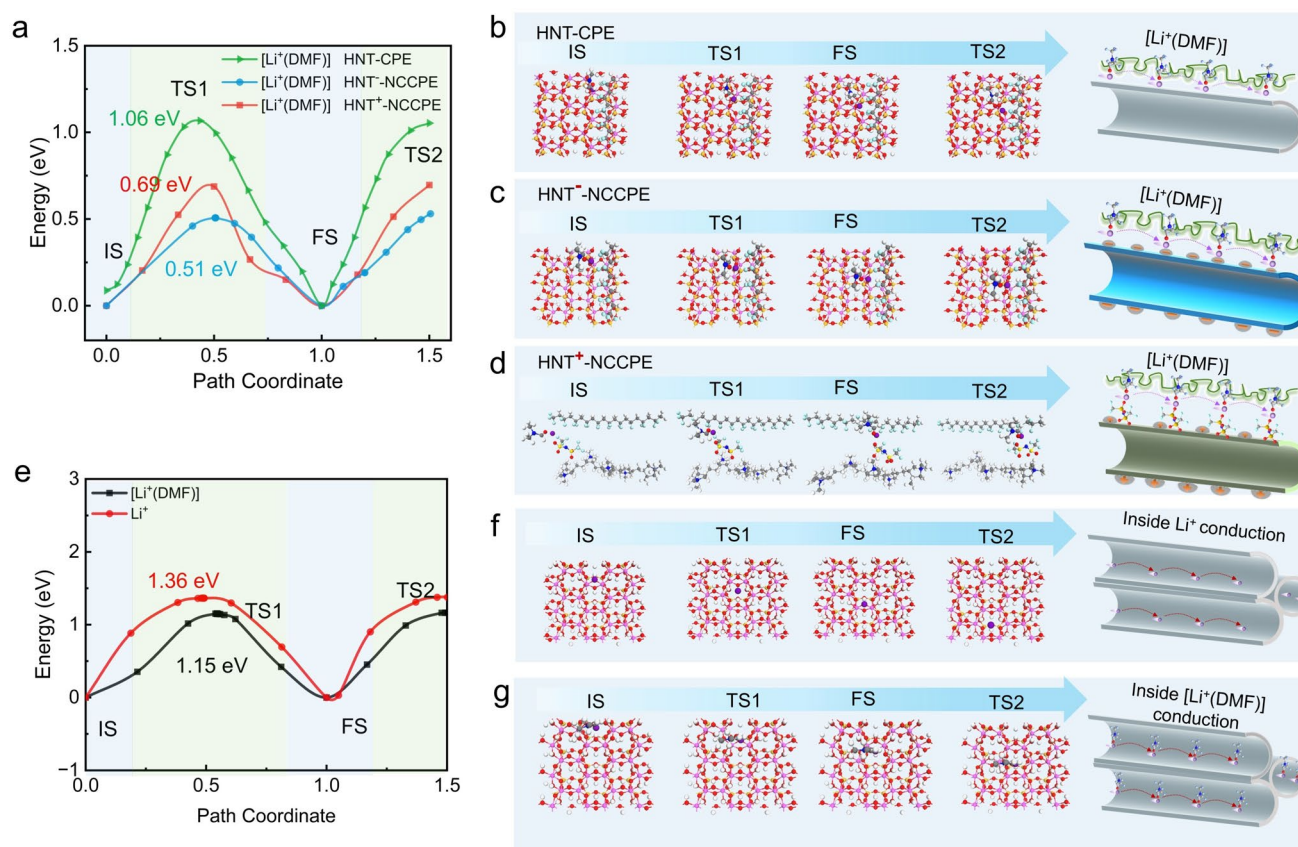 a
1.5
1.0
0.5
0.0
Energy (eV)
[Li⁺(DMF)] HNT-CPE
[Li⁺(DMF)] HNT⁻-NCCPE
[Li⁺(DMF)] HNT⁺-NCCPE
TS1
1.06 eV
TS2
0.69 eV
IS
FS
0.51 eV
0.0
0.5
1.0
1.5
Path Coordinate
b
HNT-CPE
IS
TS1
FS
TS2
[Li⁺(DMF)]
c
HNT⁻-NCCPE
IS
TS1
FS
TS2
[Li⁺(DMF)]
d
HNT⁺-NCCPE
IS
TS1
FS
TS2
[Li⁺(DMF)]
e
3
2
1
0
−1
Energy (eV)
[Li⁺(DMF)]
Li⁺
1.36 eV
TS1
TS2
1.15 eV
IS
FS
0.0
0.5
1.0
1.5
Path Coordinate
f
IS
TS1
FS
TS2
Inside Li⁺ conduction
g
IS
TS1
FS
TS2
Inside [Li⁺(DMF)]
conduction